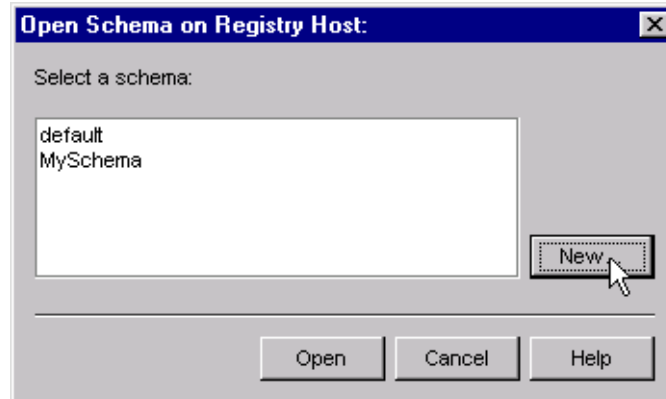 Open Schema on Registry Host:
Select a schema:
default
MySchema
New...
Open Cancel Help